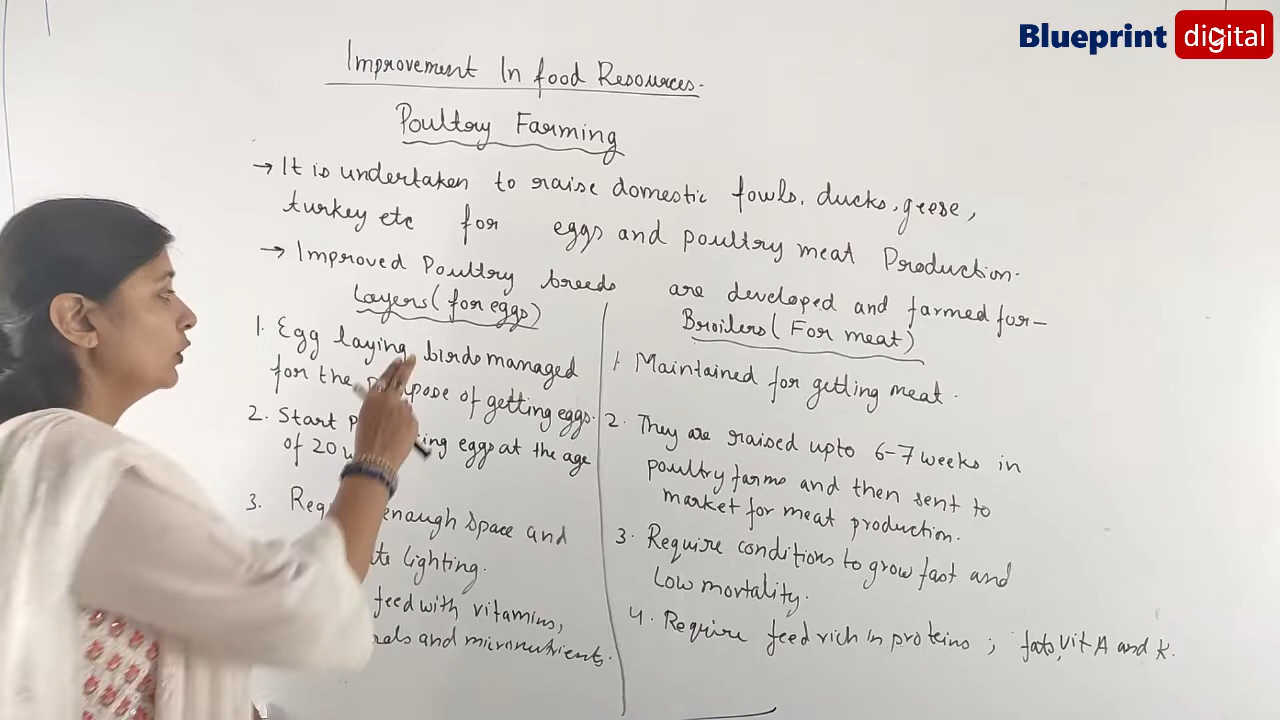 Blueprint digital
Improvement In food Resources.
Poultry Farming
→ It is undertaken to raise domestic fowls, ducks, geese,
turkey etc for eggs and poultry meat Production.
→ Improved Poultry breeds are developed and farmed for-
Layers (for eggs)
1. Egg laying birds managed
for the purpose of getting eggs.
2. Start eggs at the age
of 20
3. enough space and
lighting.
feed with vitamins,
and micronutrients.
Broilers (For meat)
1. Maintained for getting meat.
2. They are raised upto 6-7 weeks in
poultry farms and then sent to
market for meat production.
3. Require conditions to grow fast and
Low mortality.
4. Require feed rich in proteins ; fats, vit A and K.